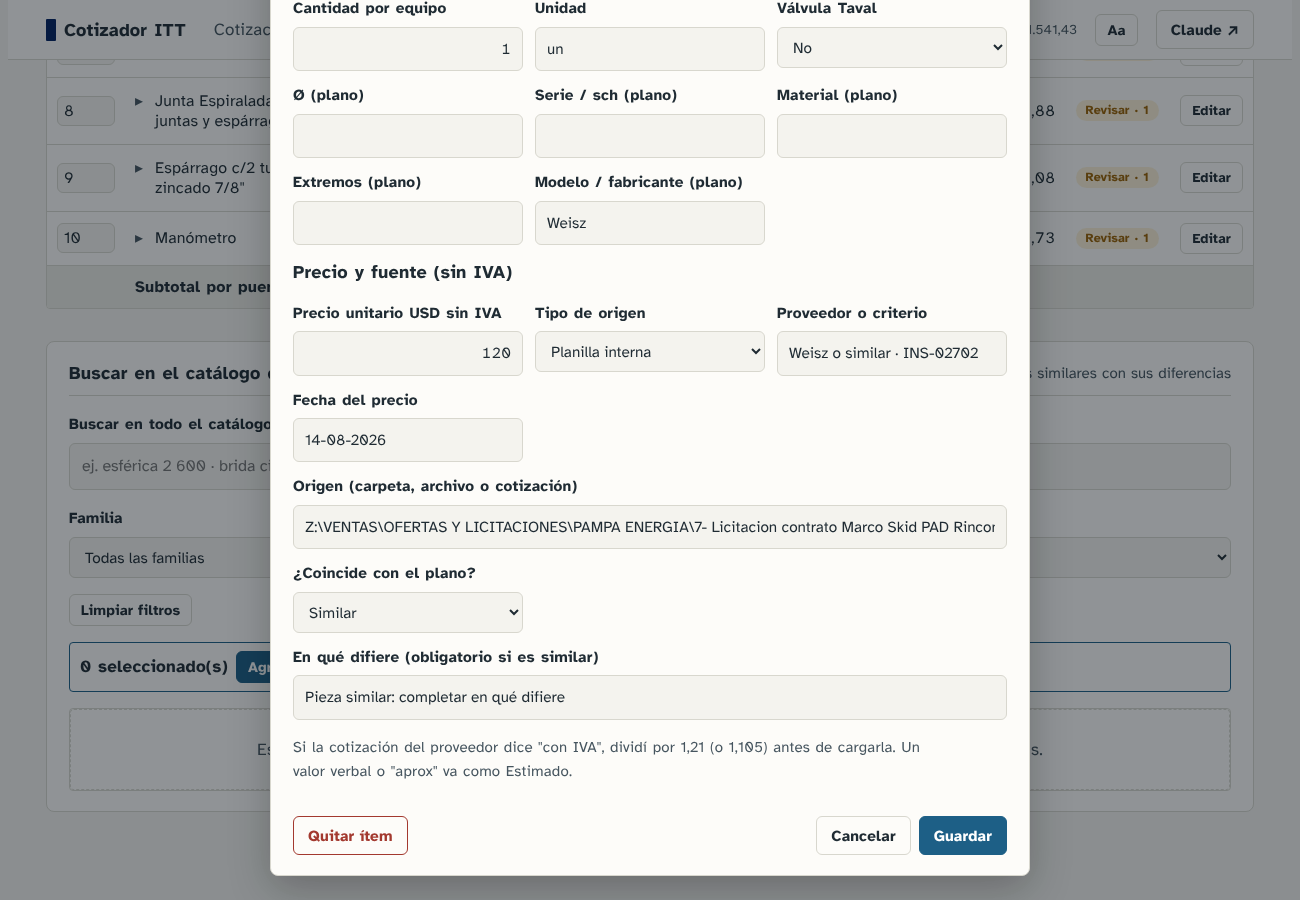 Cotizador ITT
1.541,43
Aa
Claude ↗
Cantidad por equipo
Unidad
Válvula Taval
1
un
No
Ø (plano)
Serie / sch (plano)
Material (plano)
8
► Junta Espiralada
juntas y
,88
Revisar · 1
Editar
Extremos (plano)
Modelo / fabricante (plano)
Weisz
9
► Espárrago c/2
zincado 7/8"
,08
Revisar · 1
Editar
10
► Manómetro
,73
Revisar · 1
Editar
Subtotal por
Precio y fuente (sin IVA)
Precio unitario USD sin IVA
Tipo de origen
Proveedor o criterio
120
Planilla interna
Weisz o similar · INS-02702
Fecha del precio
14-08-2026
Origen (carpeta, archivo o cotización)
Z:\VENTAS\OFERTAS Y LICITACIONES\PAMPA ENERGIA\7- Licitacion contrato Marco Skid PAD Rincor
¿Coincide con el plano?
Similar
En qué difiere (obligatorio si es similar)
Pieza similar: completar en qué difiere
Si la cotización del proveedor dice "con IVA", dividí por 1,21 (o 1,105) antes de cargarla. Un
valor verbal o "aprox" va como Estimado.
Quitar ítem
Cancelar
Guardar
Buscar en el catálogo
similares con sus diferencias
Buscar en todo el catálogo
ej. esférica 2 600 · brida
Familia
Todas las familias
Limpiar filtros
0 seleccionado(s)